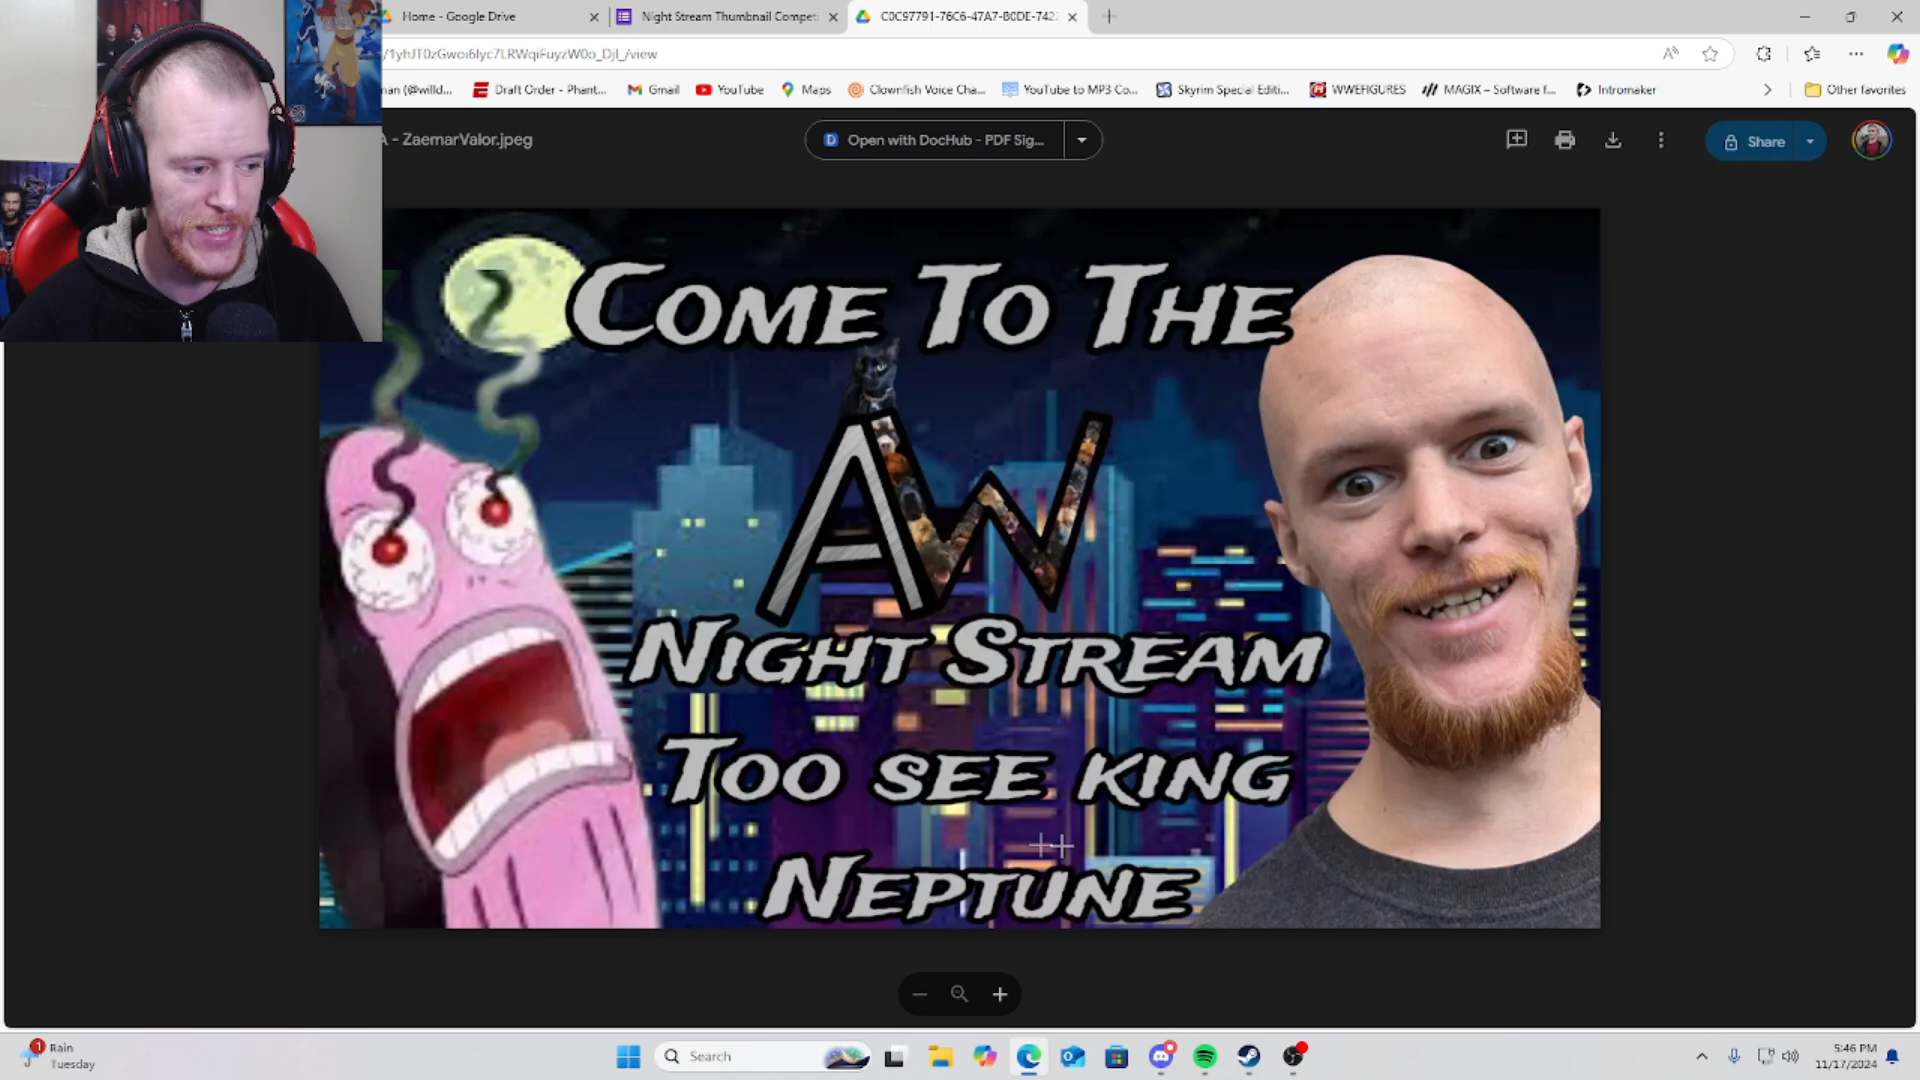 Home - Google Drive
Night Stream Thumbnail Competi
C0C97791-76C6-47A7-B0DE-742
/1yhJT0zGwoi6lyc7LRWqiFuyzW0o_DjI_/view
man (@willd...
Draft Order - Phant...
Gmail
YouTube
Maps
Clownfish Voice Cha...
YouTube to MP3 Co...
Skyrim Special Editi...
WWEFIGURES
MAGIX – Software f...
Intromaker
Other favorites
A - ZaemarValor.jpeg
Open with DocHub - PDF Sig...
Share
COME TO THE
AW
NIGHT STREAM
TOO SEE KING
NEPTUNE
1
Rain
Tuesday
Search
5:46 PM
11/17/2024